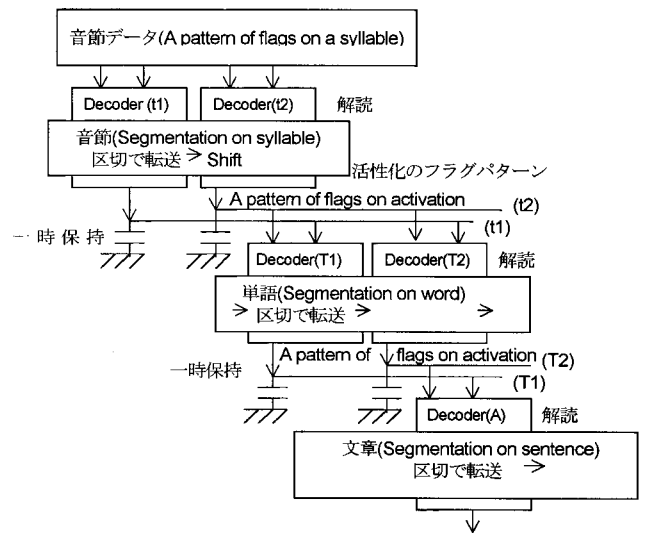 音節データ(A pattern of flags on a syllable)
Decoder (t1)
Decoder(t2)
解読
音節(Segmentation on syllable)
区切で転送 → Shift
活性化のフラグパターン
A pattern of flags on activation
(t2)
(t1)
一時保持
Decoder(T1)
Decoder(T2)
解読
単語(Segmentation on word)
→ 区切で転送 → →
A pattern of flags on activation (T2)
一時保持
(T1)
Decoder(A)
解読
文章(Segmentation on sentence)
区切で転送 →